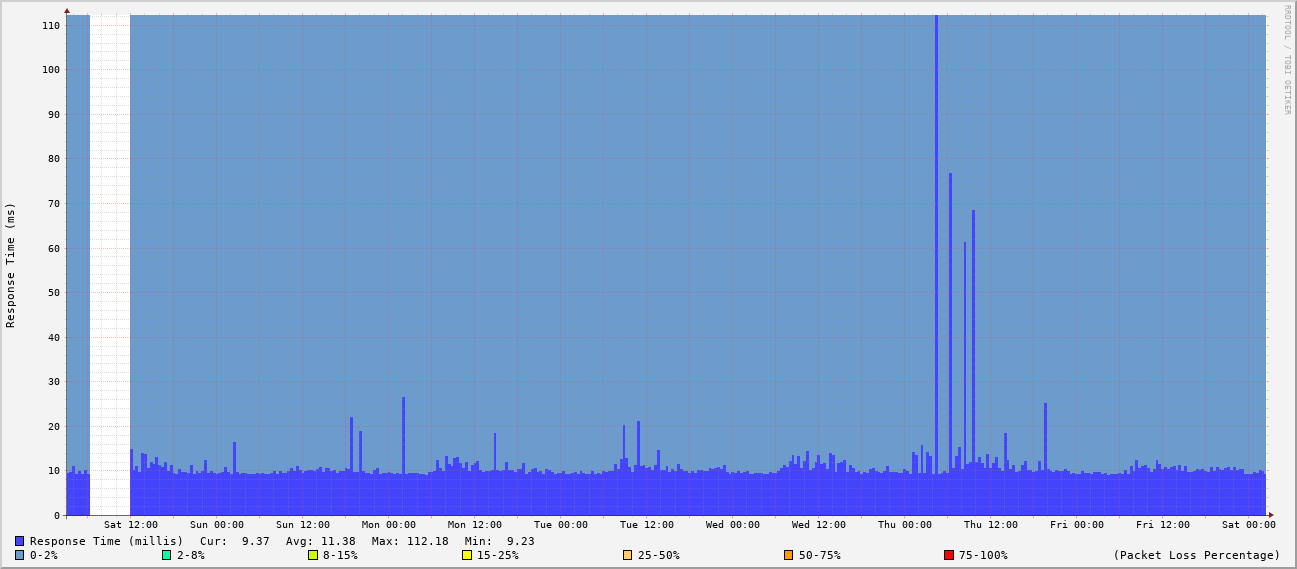 RRDTOOL / TOBI OETIKER
Response Time (ms)
110
100
90
80
70
60
50
40
30
20
10
0
Sat 12:00 Sun 00:00 Sun 12:00 Mon 00:00 Mon 12:00 Tue 00:00 Tue 12:00 Wed 00:00 Wed 12:00 Thu 00:00 Thu 12:00 Fri 00:00 Fri 12:00 Sat 00:00
Response Time (millis) Cur: 9.37 Avg: 11.38 Max: 112.18 Min: 9.23
0-2% 2-8% 8-15% 15-25% 25-50% 50-75% 75-100% (Packet Loss Percentage)